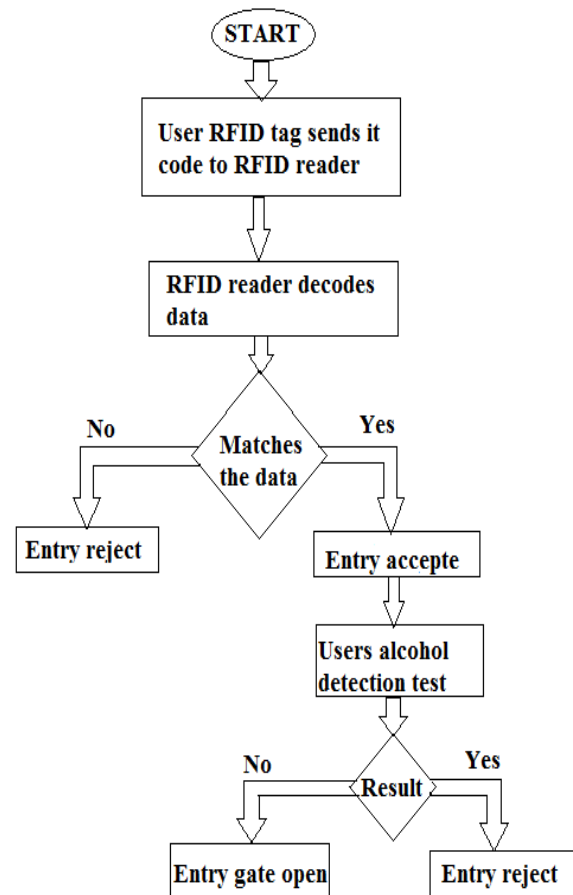 START
User RFID tag sends it
code to RFID reader
RFID reader decodes
data
No
Yes
Matches
the data
Entry reject
Entry accepte
Users alcohol
detection test
No
Yes
Result
Entry gate open
Entry reject